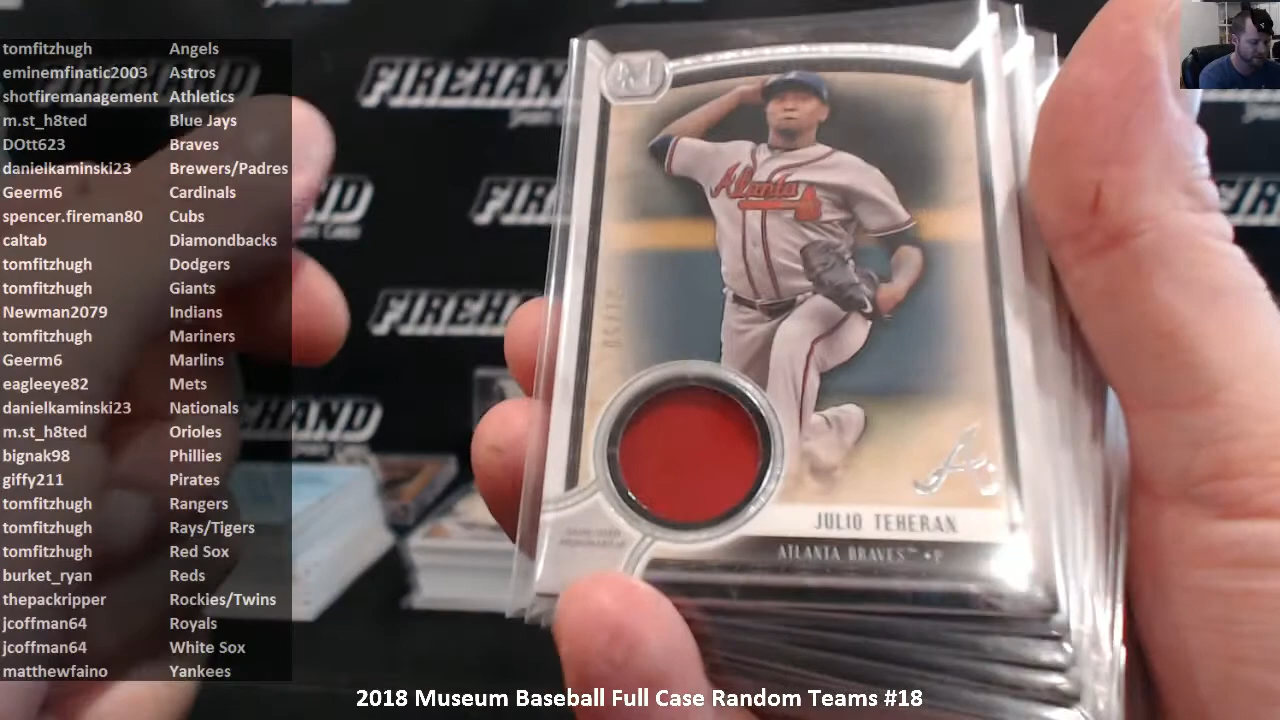 tomfitzhugh Angels
eminemfinatic2003 Astros
shotfiremanagement Athletics
m.st_h8ted Blue Jays
DOtt623 Braves
danielkaminski23 Brewers/Padres
Geerm6 Cardinals
spencer.fireman80 Cubs
caltab Diamondbacks
tomfitzhugh Dodgers
tomfitzhugh Giants
Newman2079 Indians
tomfitzhugh Mariners
Geerm6 Marlins
eagleeye82 Mets
danielkaminski23 Nationals
m.st_h8ted Orioles
bignak98 Phillies
giffy211 Pirates
tomfitzhugh Rangers
tomfitzhugh Rays/Tigers
tomfitzhugh Red Sox
burket_ryan Reds
thepackripper Rockies/Twins
jcoffman64 Royals
jcoffman64 White Sox
matthewfaino Yankees
FIREHAND
FIREHAND
M
Atlanta
A
JULIO TEHERAN
ATLANTA BRAVES™ • P
2018 Museum Baseball Full Case Random Teams #18